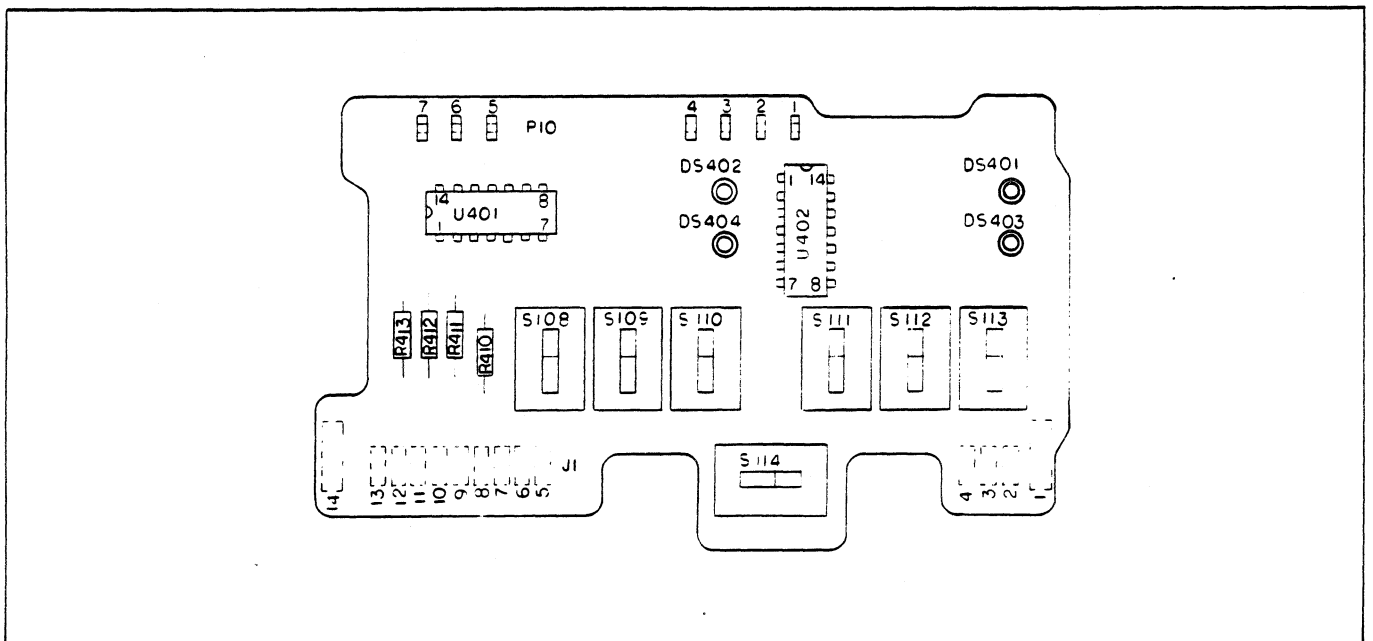 7 6 5 P10 4 3 2 1
DS402 DS401
1 14
14 8
U401
1 7
U402
DS404 DS403
7 8
R413 R412 R411 R410
S108 S109 S110 S111 S112 S113
J1
S114
14 13 12 11 10 9 8 7 6 5 4 3 2 1